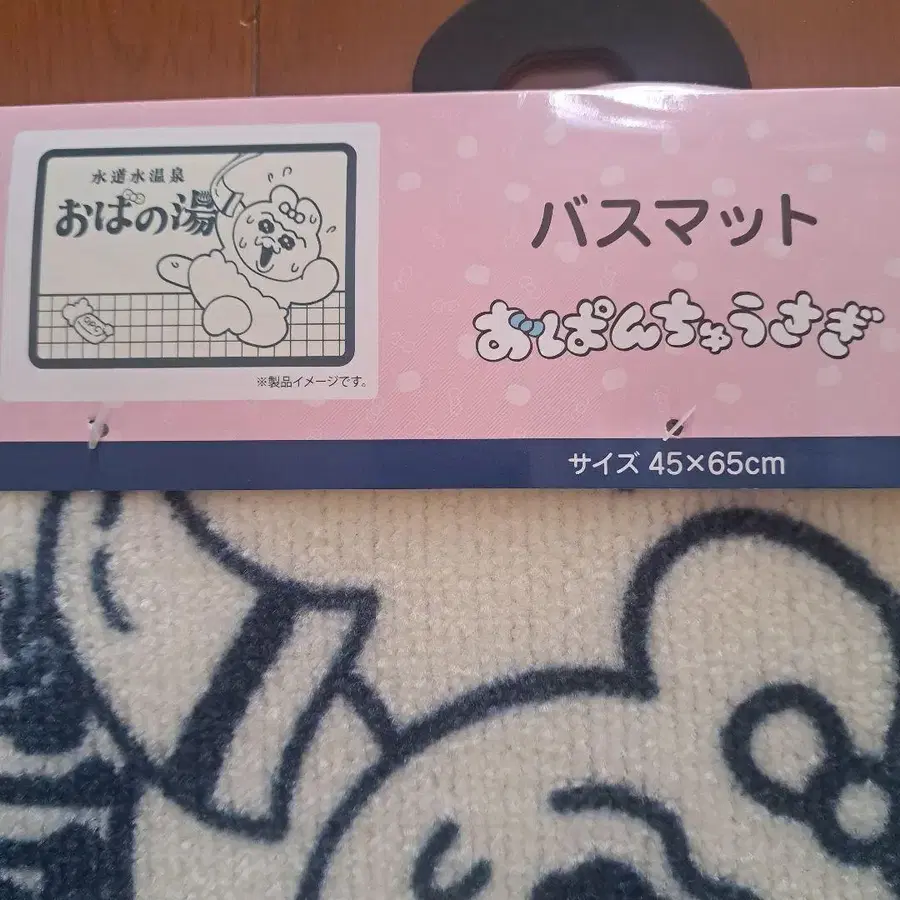 水道水温泉
おぱの湯
※製品イメージです。
バスマット
おぱんちゅうさぎ
サイズ 45×65cm